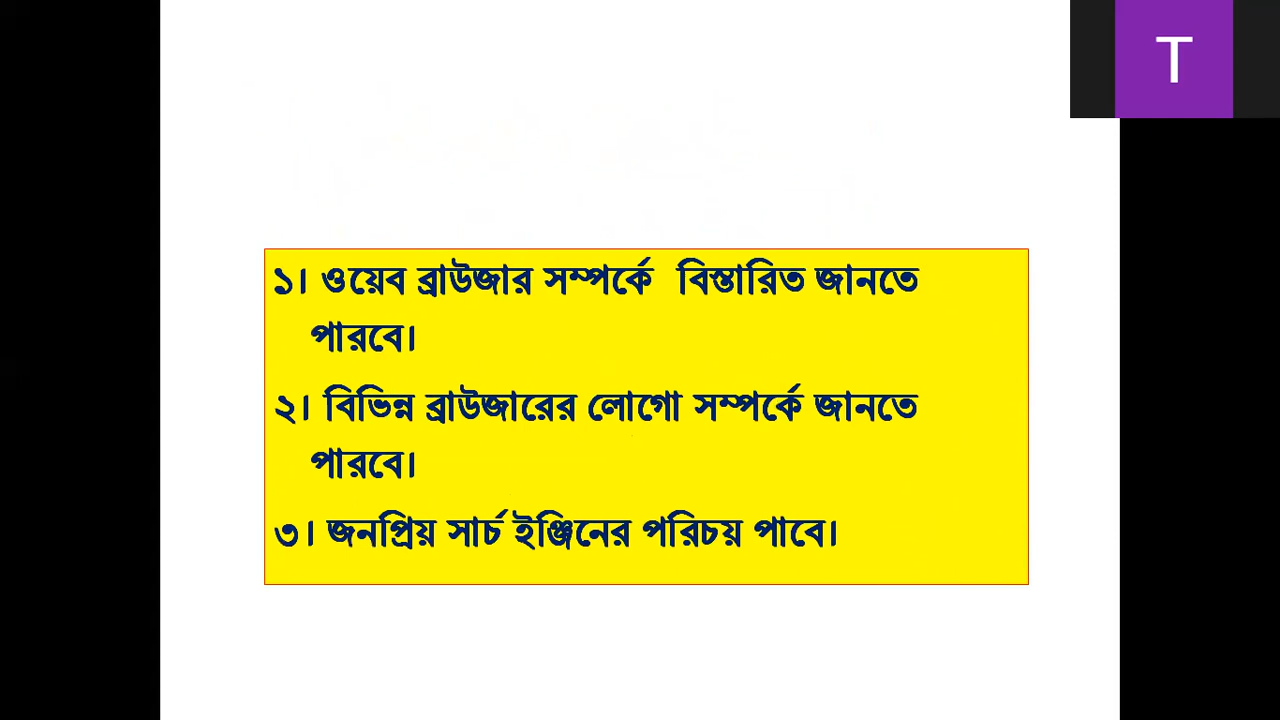 T
১। ওয়েব ব্রাউজার সম্পর্কে  বিস্তারিত জানতে
পারবে।
২। বিভিন্ন ব্রাউজারের লোগো সম্পর্কে জানতে
পারবে।
৩। জনপ্রিয় সার্চ ইঞ্জিনের পরিচয় পাবে।